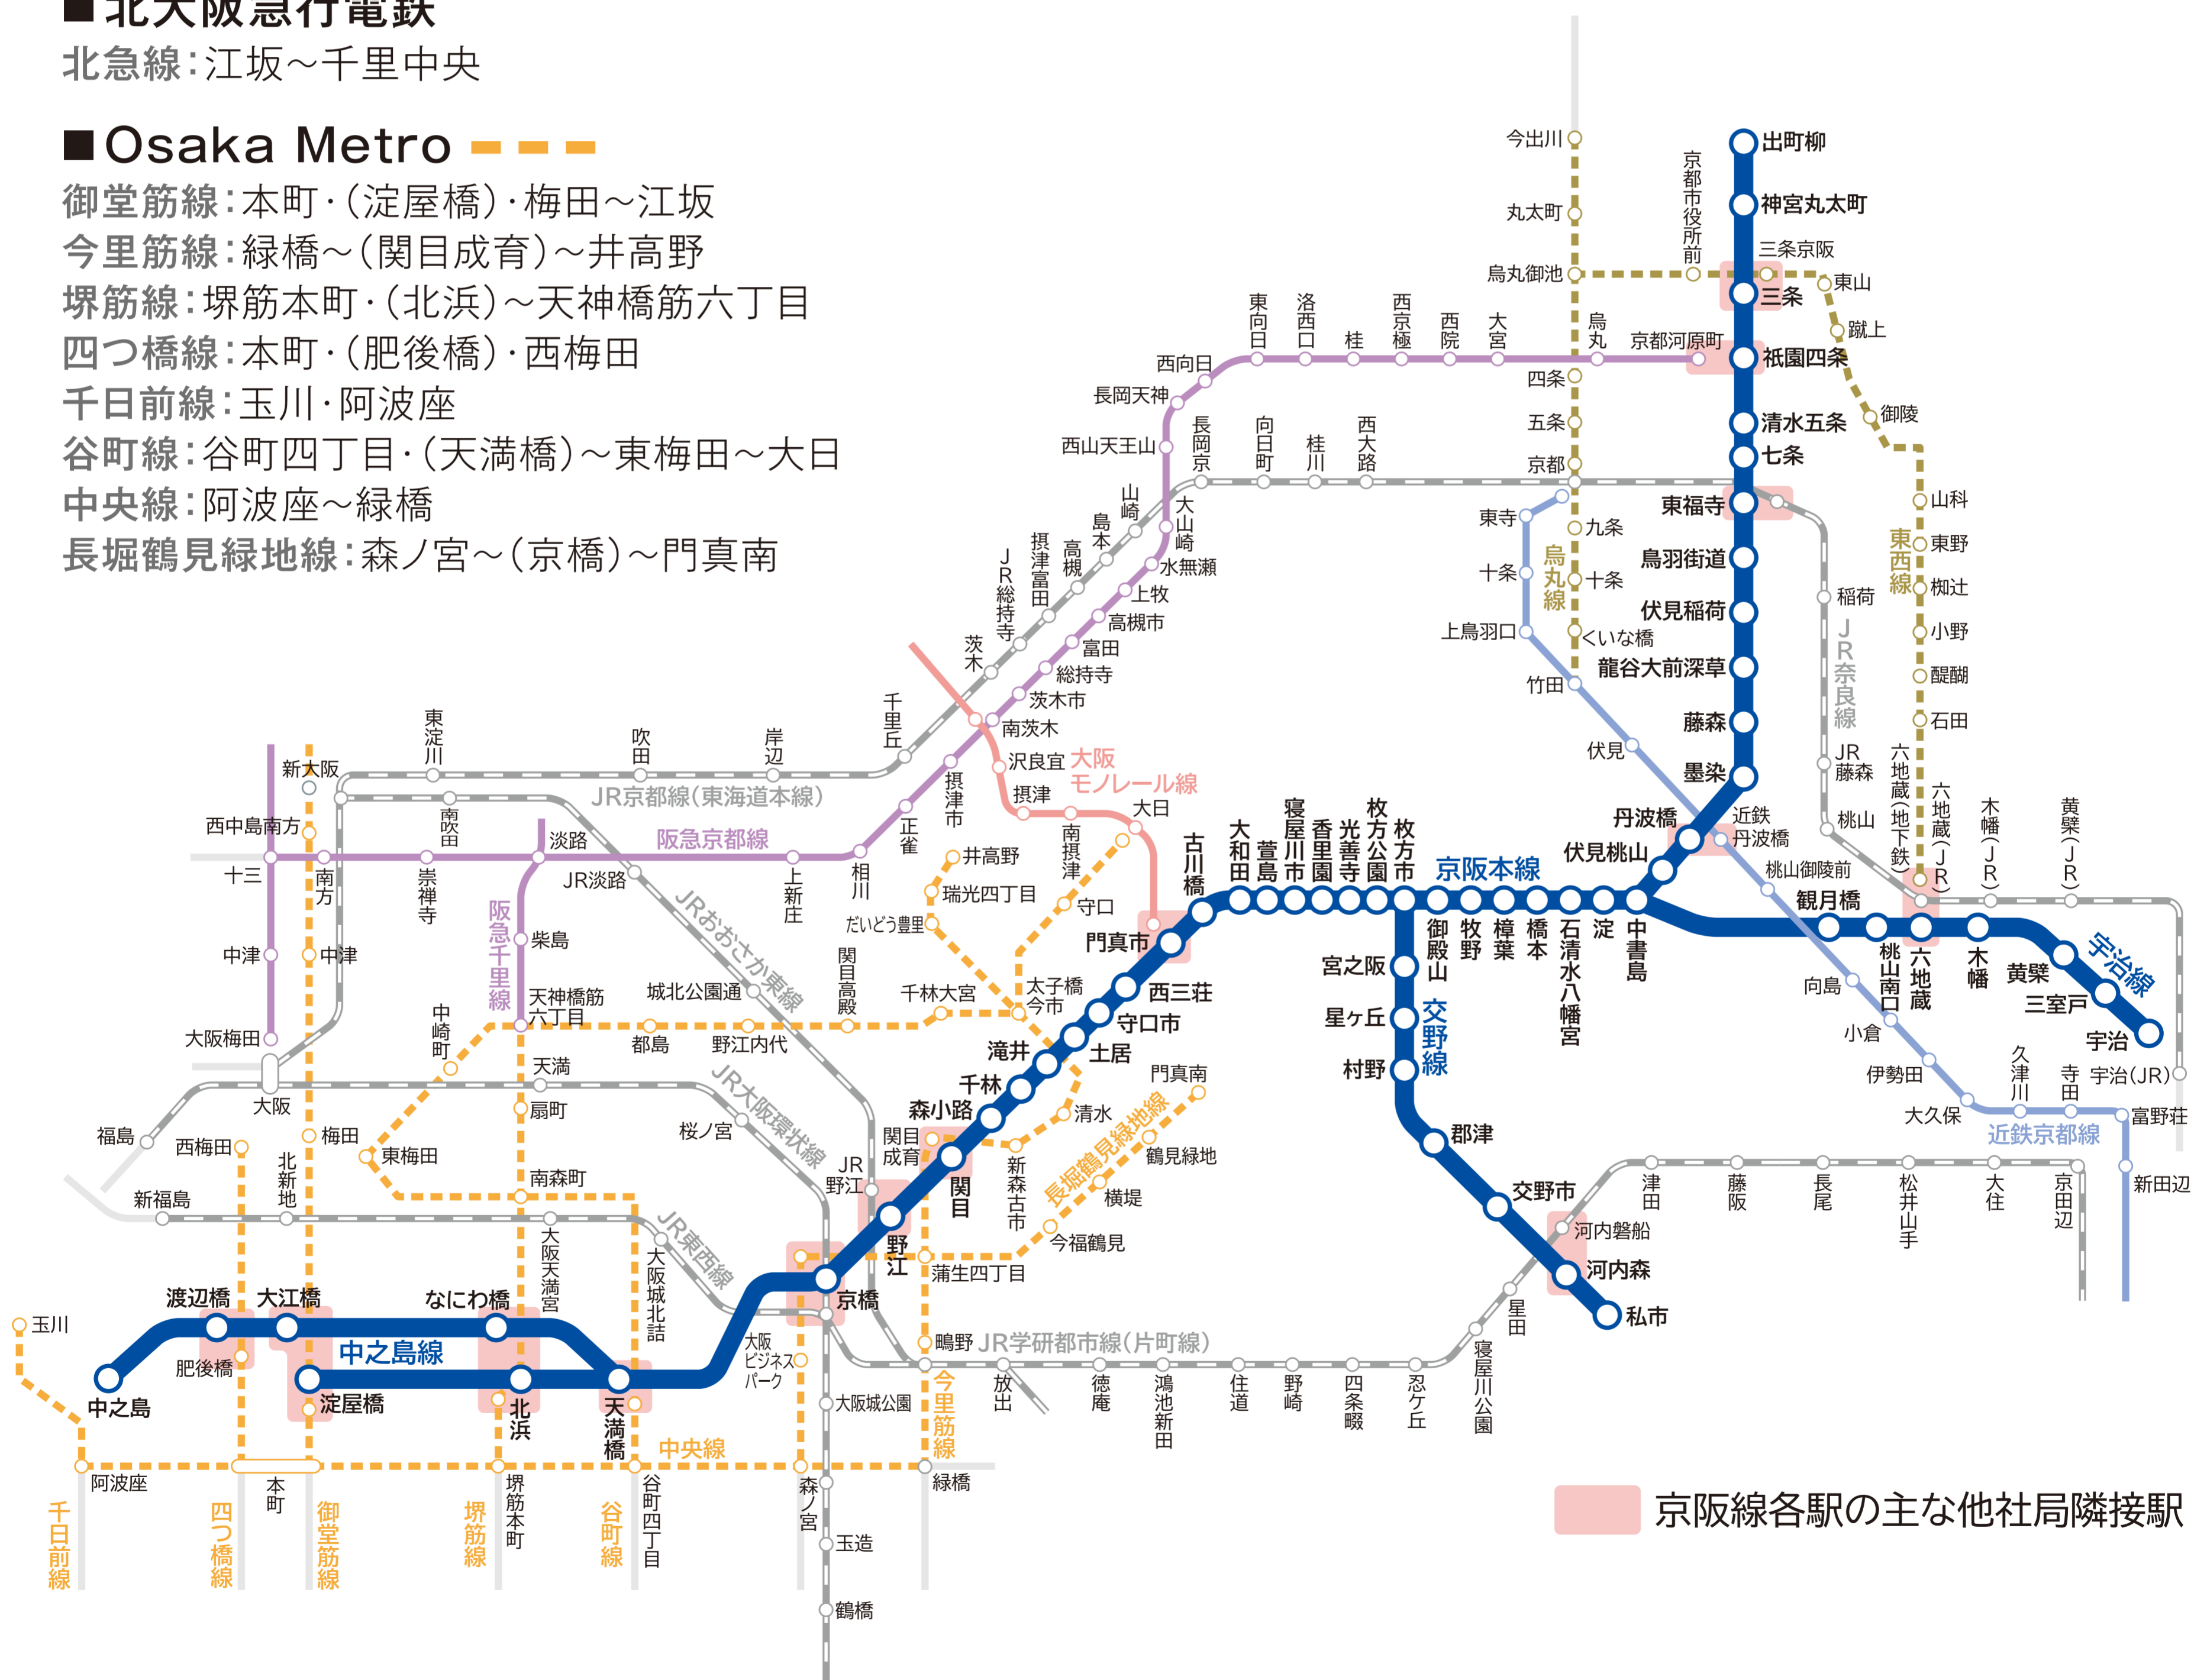 ■北大阪急行電鉄
北急線：江坂～千里中央
■Osaka Metro
御堂筋線：本町・（淀屋橋）・梅田～江坂
今里筋線：緑橋～（関目成育）～井高野
堺筋線：堺筋本町・（北浜）～天神橋筋六丁目
四つ橋線：本町・（肥後橋）・西梅田
千日前線：玉川・阿波座
谷町線：谷町四丁目・（天満橋）～東梅田～大日
中央線：阿波座～緑橋
長堀鶴見緑地線：森ノ宮～（京橋）～門真南
今出川
丸太町
烏丸御池
京都市役所前
三条京阪
東山
蹴上
御陵
山科
東野
椥辻
小野
醍醐
石田
六地蔵（地下鉄）
東西線
四条
五条
京都
九条
十条
くいな橋
竹田
烏丸線
出町柳
神宮丸太町
三条
祇園四条
清水五条
七条
東福寺
鳥羽街道
伏見稲荷
龍谷大前深草
藤森
墨染
丹波橋
伏見桃山
中書島
淀
石清水八幡宮
橋本
樟葉
牧野
御殿山
枚方市
枚方公園
光善寺
香里園
寝屋川市
萱島
大和田
古川橋
門真市
西三荘
守口市
土居
滝井
千林
森小路
関目
野江
京橋
天満橋
北浜
淀屋橋
京阪本線
なにわ橋
大江橋
渡辺橋
中之島
中之島線
宮之阪
星ヶ丘
村野
郡津
交野市
河内森
私市
交野線
観月橋
桃山南口
六地蔵
木幡
黄檗
三室戸
宇治
宇治線
京都河原町
烏丸
大宮
西院
西京極
桂
洛西口
東向日
西向日
長岡天神
西山天王山
大山崎
水無瀬
上牧
高槻市
富田
総持寺
茨木市
南茨木
摂津市
正雀
相川
上新庄
淡路
崇禅寺
南方
十三
中津
大阪梅田
阪急京都線
柴島
天神橋筋
六丁目
阪急千里線
西大路
桂川
向日町
長岡京
山崎
島本
高槻
摂津富田
ＪＲ総持寺
茨木
千里丘
岸辺
吹田
東淀川
新大阪
大阪
JR京都線（東海道本線）
稲荷
JR
藤森
桃山
六地蔵（ＪＲ）
木幡（ＪＲ）
黄檗（ＪＲ）
宇治（JR）
ＪＲ奈良線
東寺
十条
上鳥羽口
伏見
近鉄
丹波橋
桃山御陵前
向島
小倉
伊勢田
大久保
久津川
寺田
富野荘
新田辺
近鉄京都線
沢良宜
摂津
南摂津
大日
大阪
モノレール線
南吹田
JR淡路
城北公園通
JR
野江
JRおおさか東線
西中島南方
中津
梅田
本町
御堂筋線
井高野
瑞光四丁目
だいどう豊里
太子橋
今市
清水
新森古市
関目
成育
蒲生四丁目
鴫野
緑橋
今里筋線
守口
千林大宮
関目高殿
野江内代
都島
中崎町
東梅田
南森町
谷町四丁目
谷町線
扇町
堺筋本町
堺筋線
西梅田
肥後橋
四つ橋線
玉川
阿波座
千日前線
中央線
門真南
鶴見緑地
横堤
今福鶴見
大阪
ビジネス
パーク
森ノ宮
長堀鶴見緑地線
福島
天満
桜ノ宮
大阪城公園
玉造
鶴橋
JR大阪環状線
新福島
北新地
大阪天満宮
大阪城北詰
JR東西線
放出
徳庵
鴻池新田
住道
野崎
四条畷
忍ケ丘
寝屋川公園
星田
河内磐船
津田
藤阪
長尾
松井山手
大住
京田辺
JR学研都市線（片町線）
京阪線各駅の主な他社局隣接駅